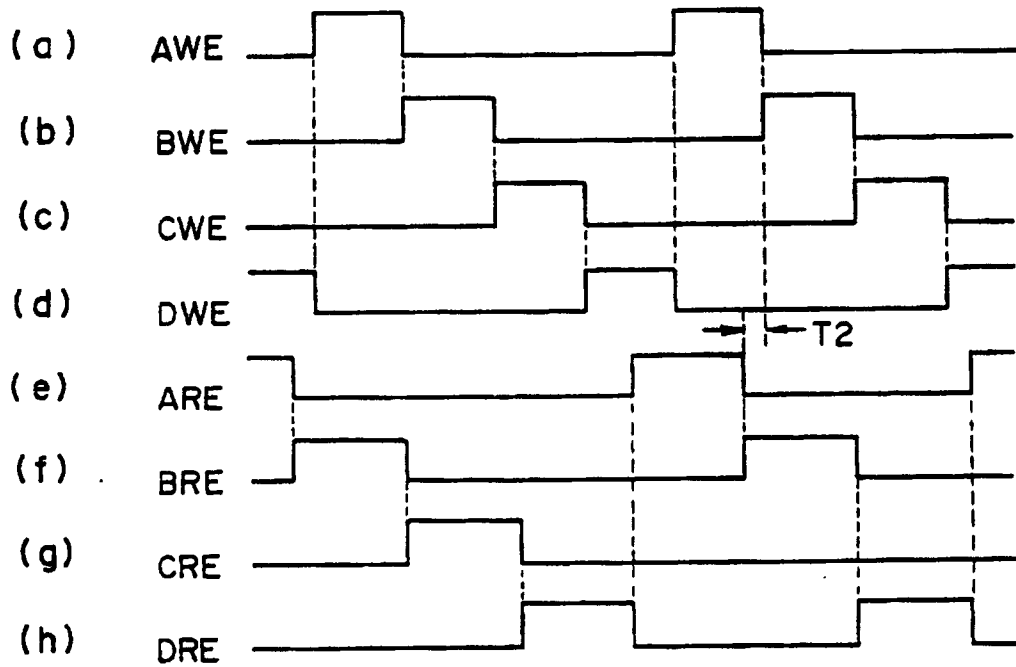 (a) AWE
(b) BWE
(c) CWE
(d) DWE
T2
(e) ARE
(f) BRE
(g) CRE
(h) DRE